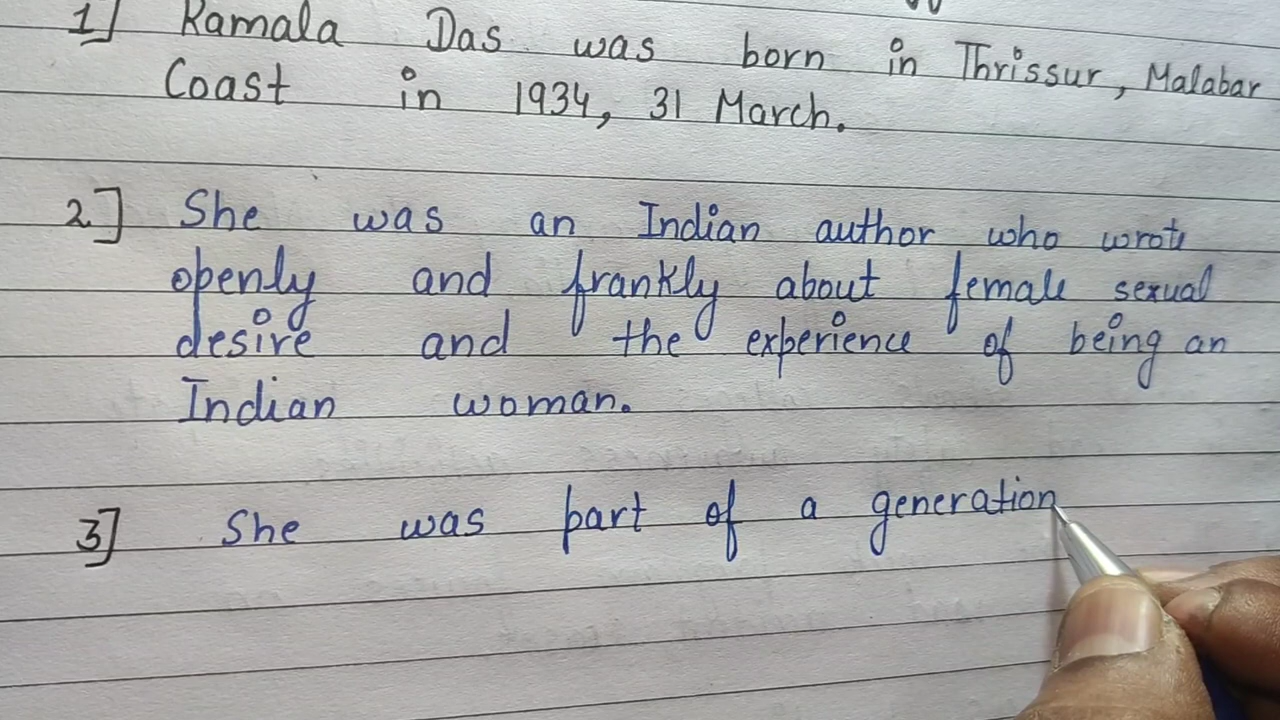 1] Kamala Das was born in Thrissur, Malabar
Coast in 1934, 31 March.
2] She was an Indian author who wrote
openly and frankly about female sexual
desire and the experience of being an
Indian woman.
3] She was part of a generation